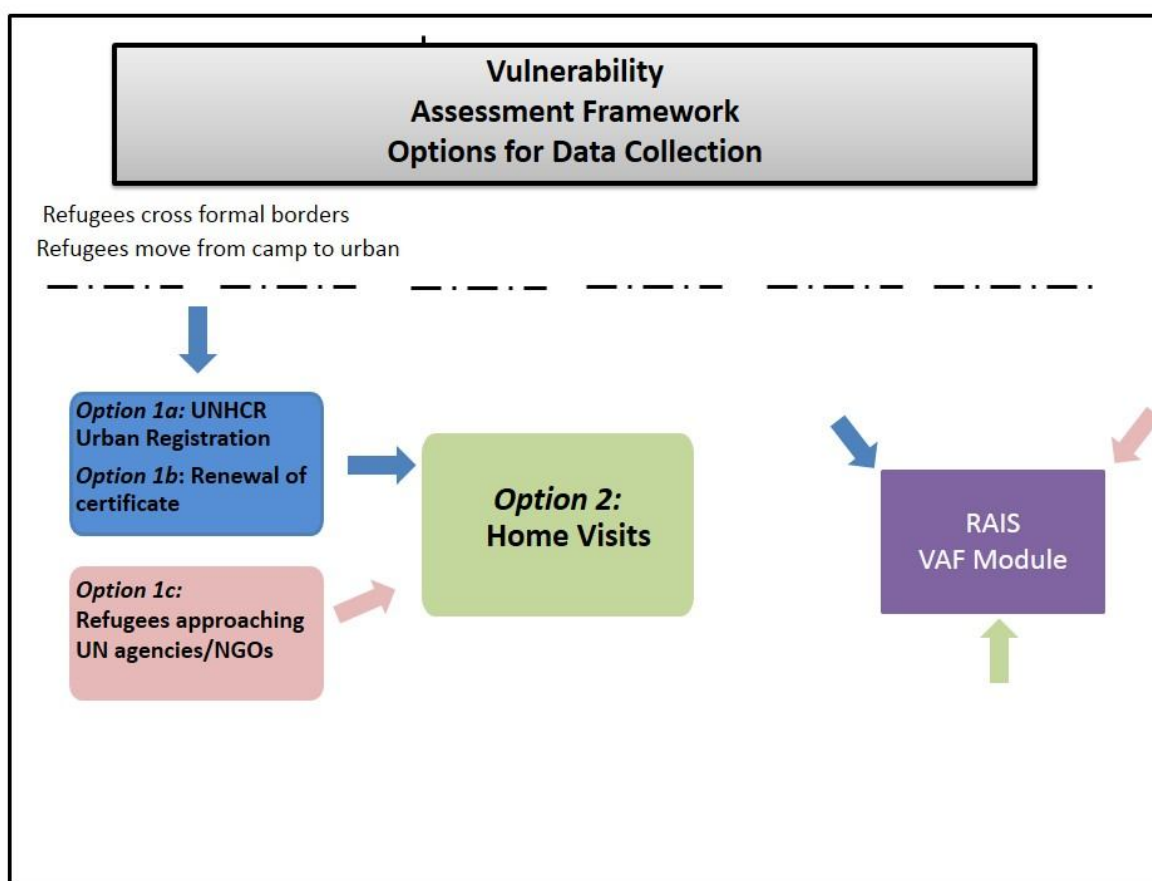 Vulnerability
Assessment Framework
Options for Data Collection
Refugees cross formal borders
Refugees move from camp to urban
Option 1a: UNHCR
Urban Registration
Option 1b: Renewal of
certificate
Option 1c:
Refugees approaching
UN agencies/NGOs
Option 2:
Home Visits
RAIS
VAF Module